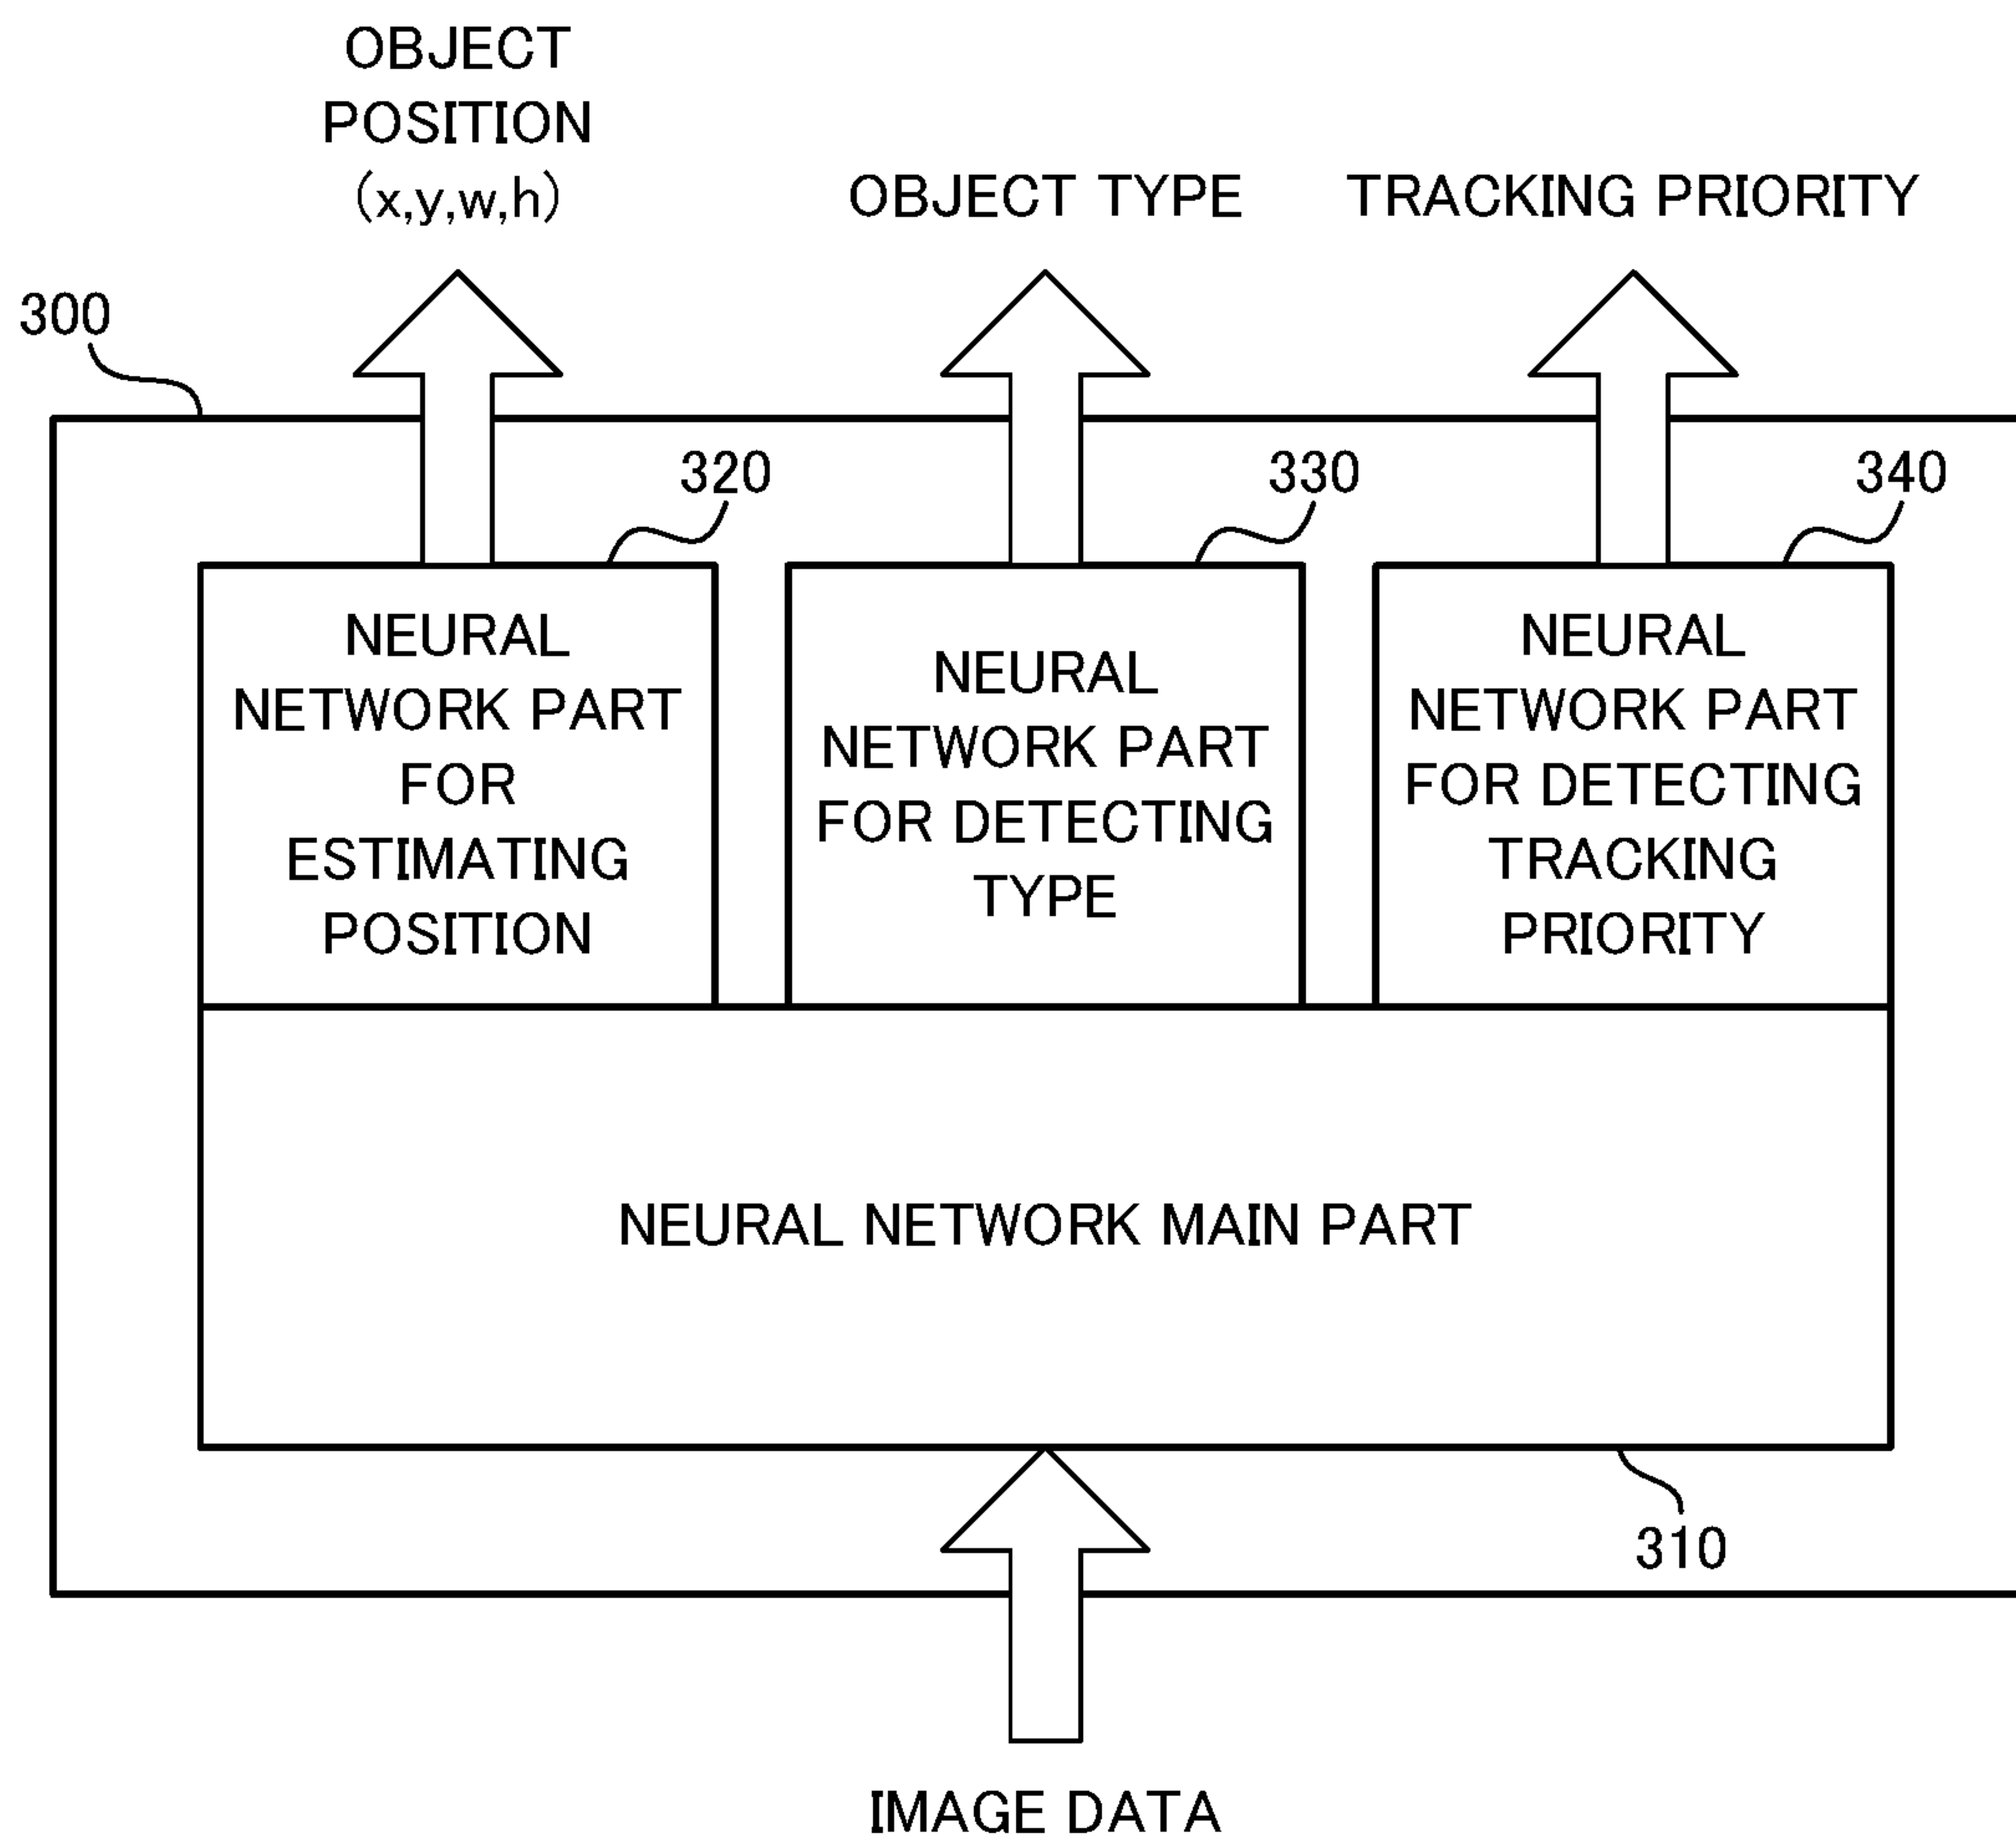 OBJECT
POSITION
(x,y,w,h)
OBJECT TYPE
TRACKING PRIORITY
300
320
330
340
NEURAL
NETWORK PART
FOR
ESTIMATING
POSITION
NEURAL
NETWORK PART
FOR DETECTING
TYPE
NEURAL
NETWORK PART
FOR DETECTING
TRACKING
PRIORITY
NEURAL NETWORK MAIN PART
310
IMAGE DATA